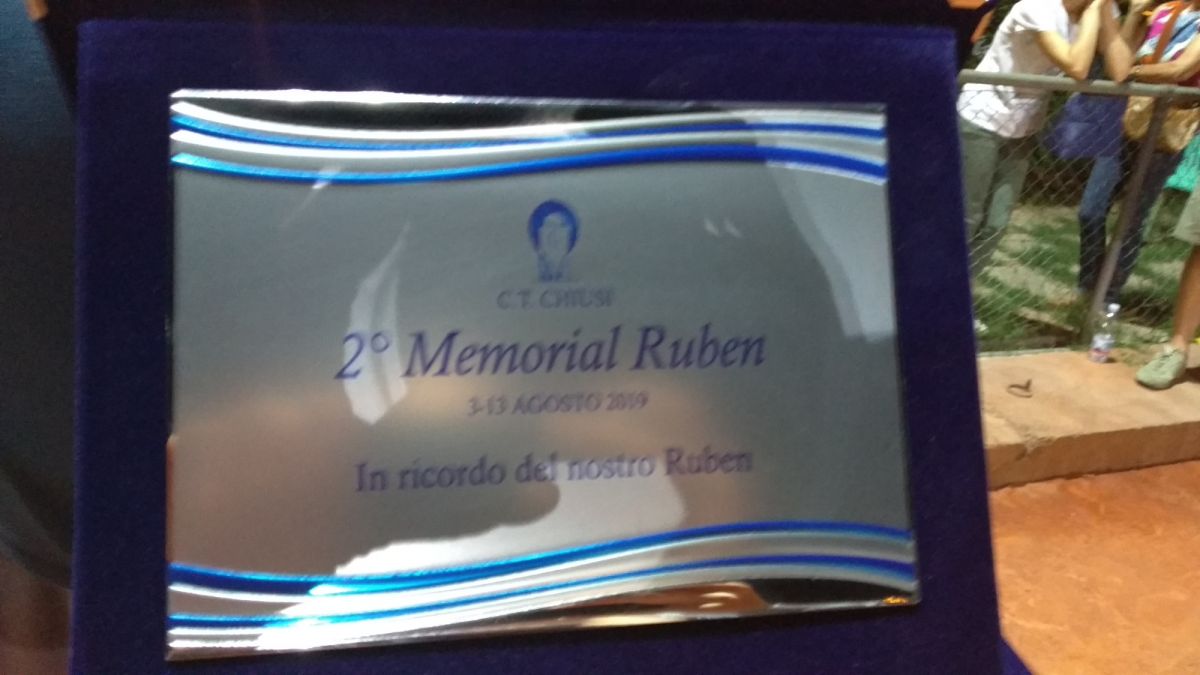 C.T. CHIUSI
2° Memorial Ruben
3-13 AGOSTO 2019
In ricordo del nostro Ruben